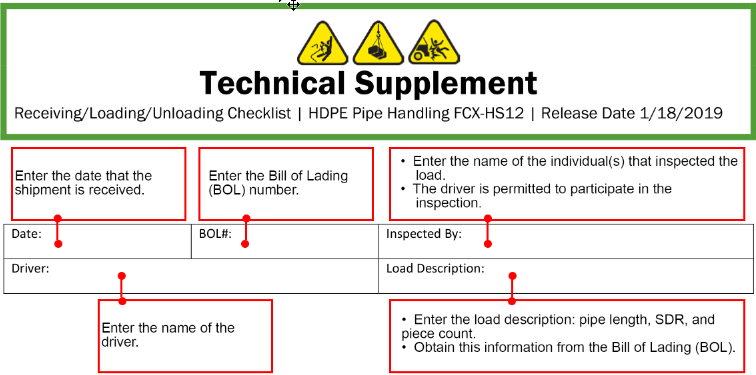 Technical Supplement
Receiving/Loading/Unloading Checklist | HDPE Pipe Handling FCX-HS12 | Release Date 1/18/2019
Enter the date that the
shipment is received.
Enter the Bill of Lading
(BOL) number.
• Enter the name of the individual(s) that inspected the
load.
• The driver is permitted to participate in the
inspection.
Date:
BOL#:
Inspected By:
Driver:
Load Description:
Enter the name of the
driver.
• Enter the load description: pipe length, SDR, and
piece count.
• Obtain this information from the Bill of Lading (BOL).